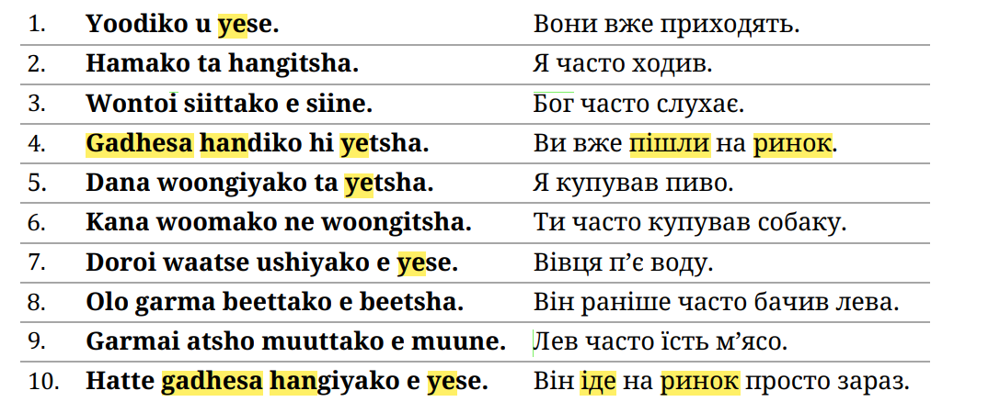 1. Yoodiko u yese. Вони вже приходять.
2. Hamako ta hangitsha. Я часто ходив.
3. Wontoi siittako e siine. Бог часто слухає.
4. Gadhesa handiko hi yetsha. Ви вже пішли на ринок.
5. Dana woongiyako ta yetsha. Я купував пиво.
6. Kana woomako ne woongitsha. Ти часто купував собаку.
7. Doroi waatse ushiyako e yese. Вівця п’є воду.
8. Olo garma beettako e beetsha. Він раніше часто бачив лева.
9. Garmai atsho muuttako e muune. Лев часто їсть м’ясо.
10. Hatte gadhesa hangiyako e yese. Він іде на ринок просто зараз.